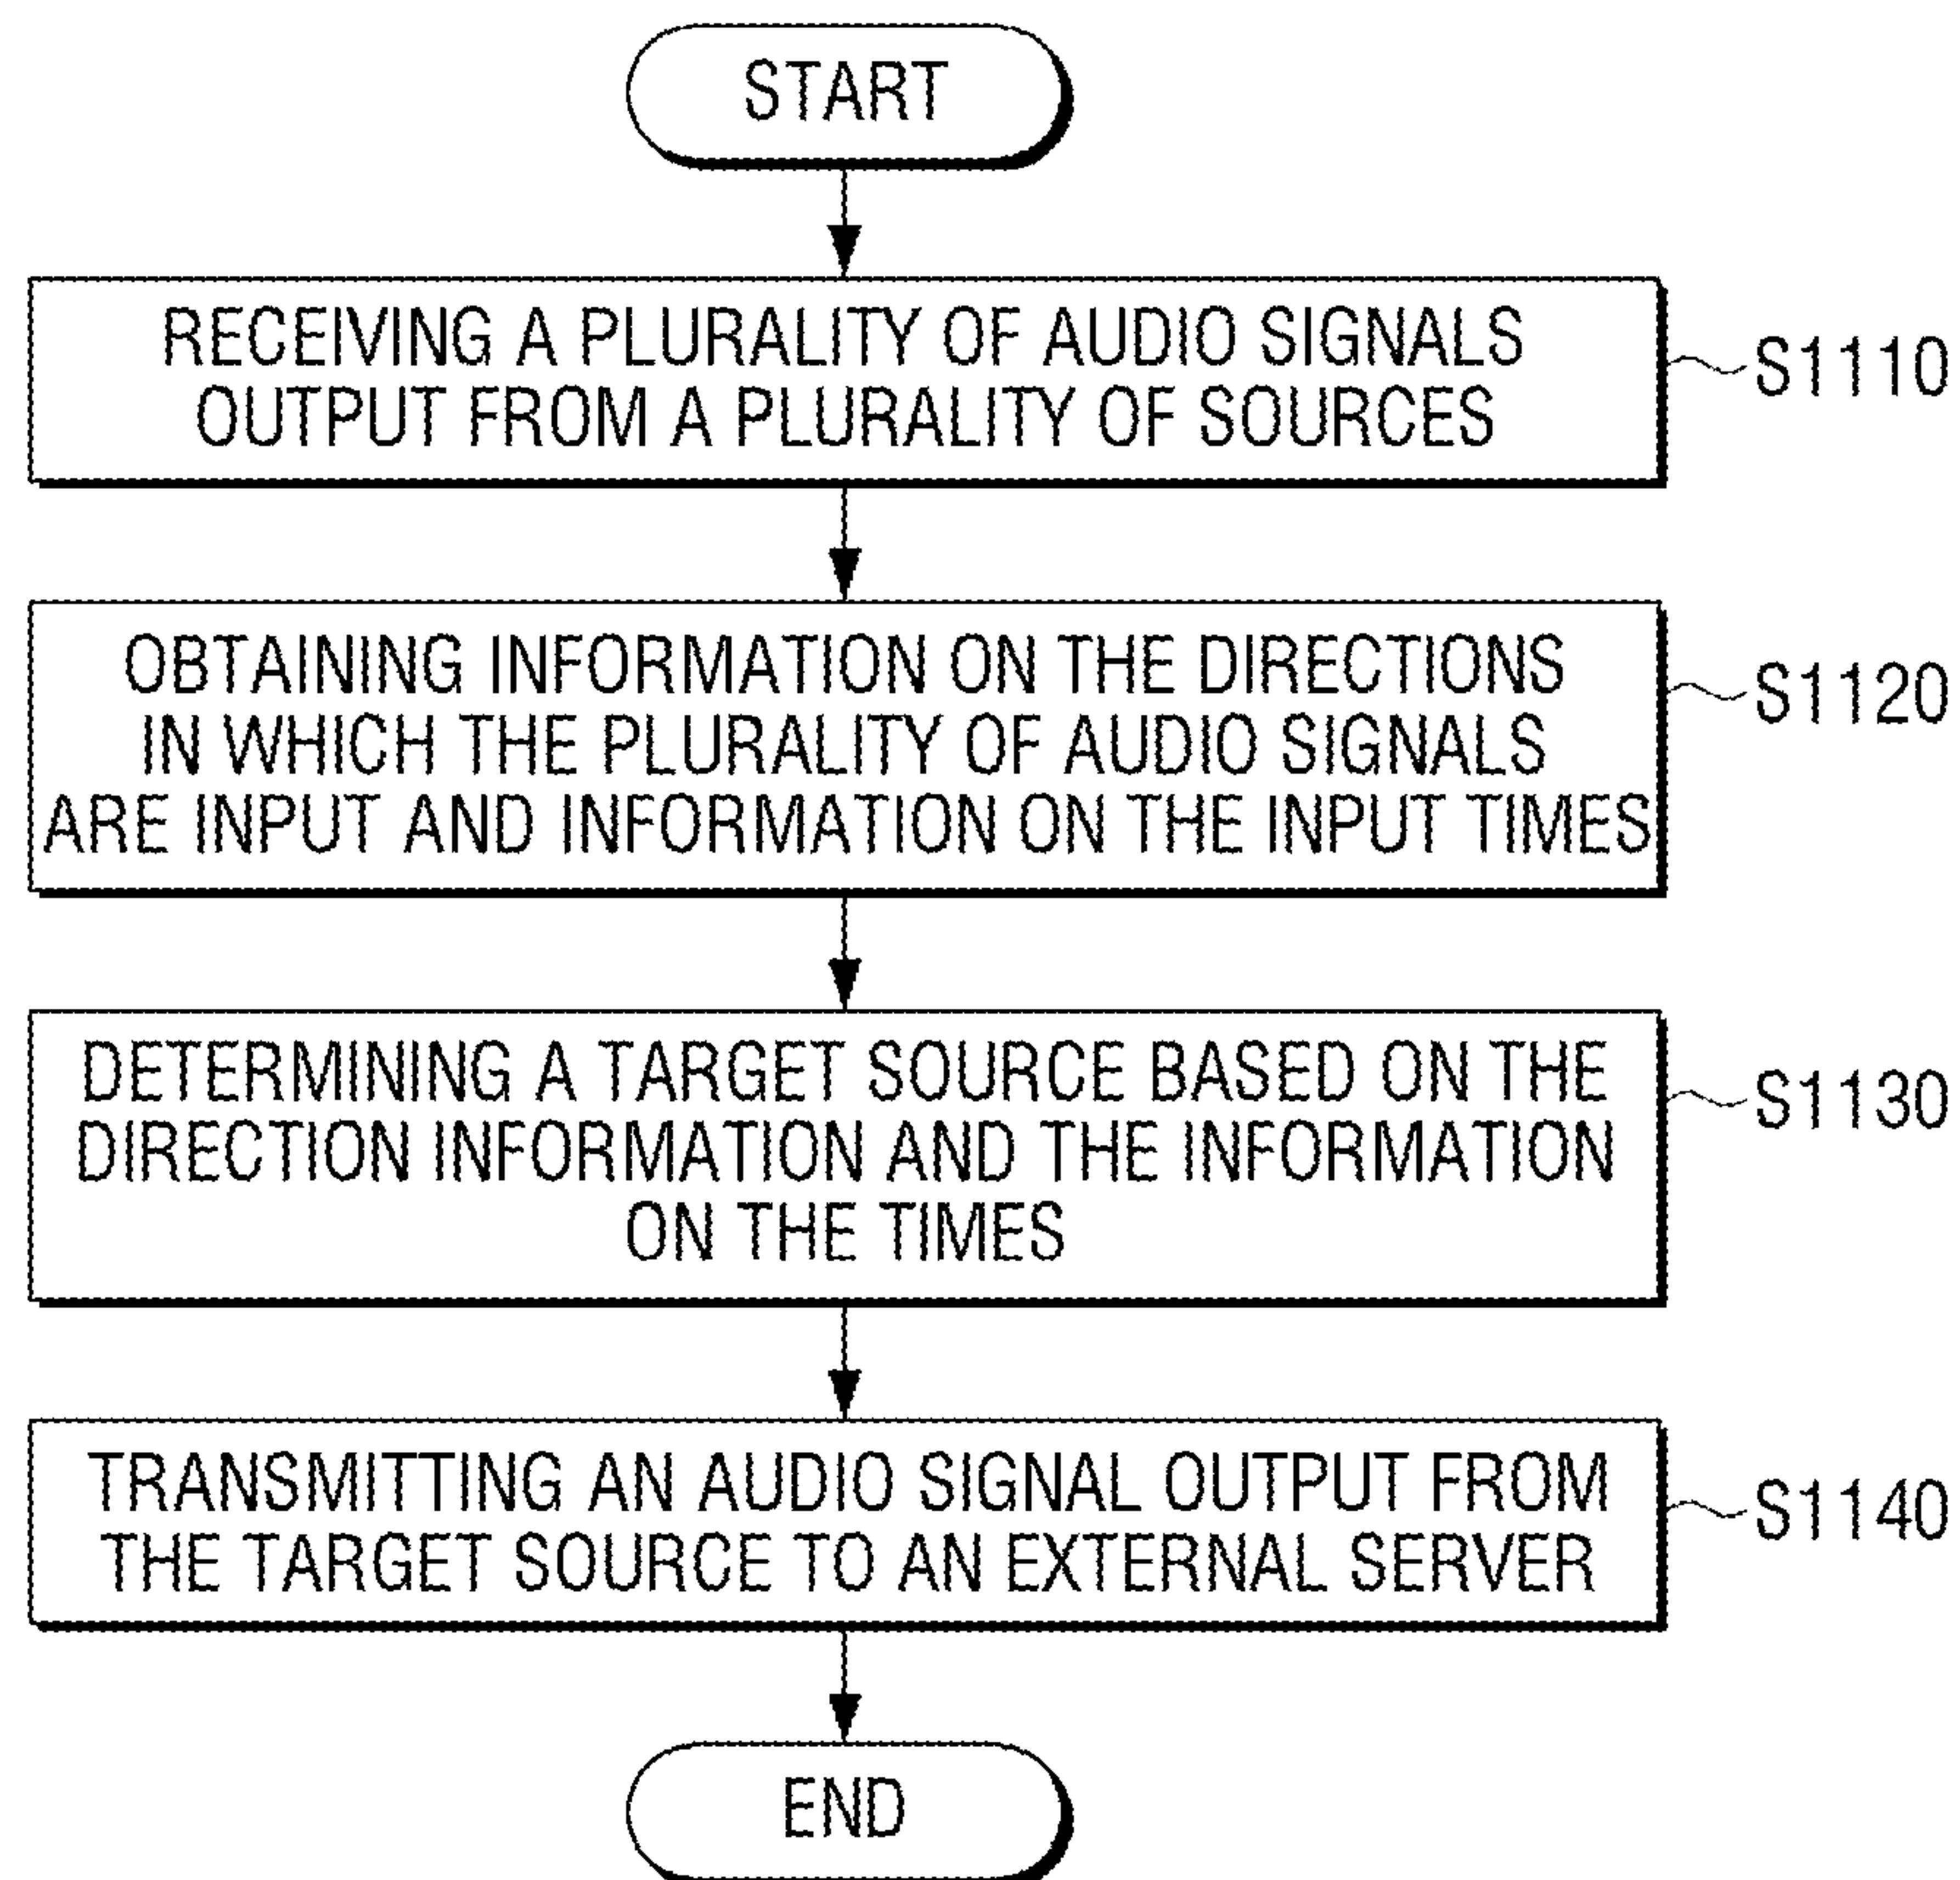 START
RECEIVING A PLURALITY OF AUDIO SIGNALS
OUTPUT FROM A PLURALITY OF SOURCES
S1110
OBTAINING INFORMATION ON THE DIRECTIONS
IN WHICH THE PLURALITY OF AUDIO SIGNALS
ARE INPUT AND INFORMATION ON THE INPUT TIMES
S1120
DETERMINING A TARGET SOURCE BASED ON THE
DIRECTION INFORMATION AND THE INFORMATION
ON THE TIMES
S1130
TRANSMITTING AN AUDIO SIGNAL OUTPUT FROM
THE TARGET SOURCE TO AN EXTERNAL SERVER
S1140
END